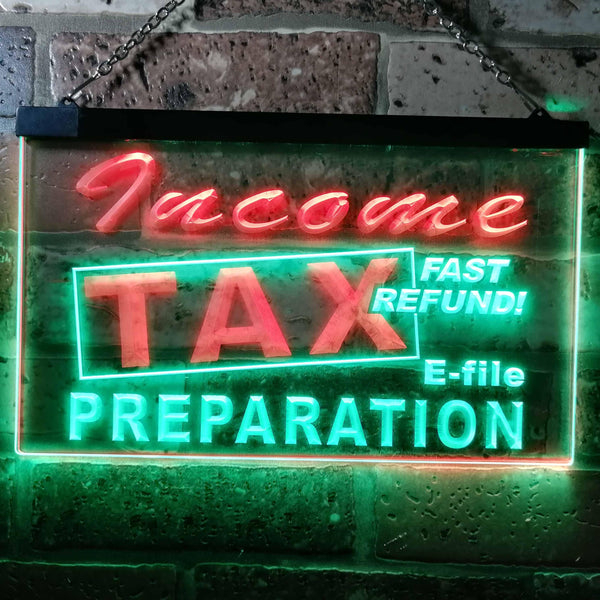 Income
TAX
FAST
REFUND!
E-file
PREPARATION